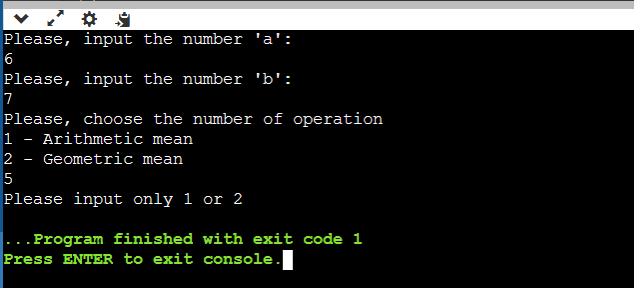 Please, input the number 'a':
6
Please, input the number 'b':
7
Please, choose the number of operation
1 - Arithmetic mean
2 - Geometric mean
5
Please input only 1 or 2
...Program finished with exit code 1
Press ENTER to exit console.